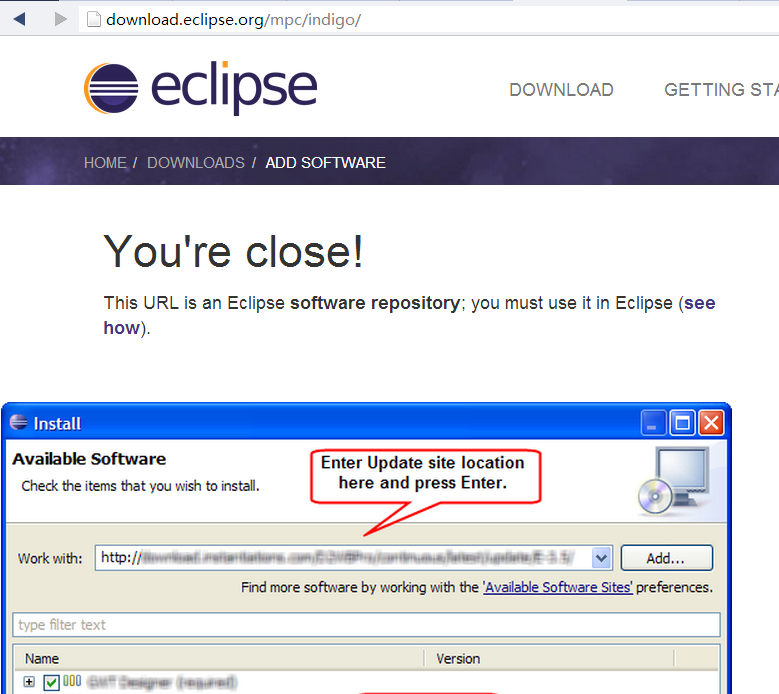 download.eclipse.org/mpc/indigo/
eclipse
DOWNLOAD GETTING STA
HOME / DOWNLOADS / ADD SOFTWARE
You're close!
This URL is an Eclipse software repository; you must use it in Eclipse (see
how).
Install
Available Software
Check the items that you wish to install.
Enter Update site location
here and press Enter.
Work with: http:// Add...
Find more software by working with the 'Available Software Sites' preferences.
type filter text
Name Version